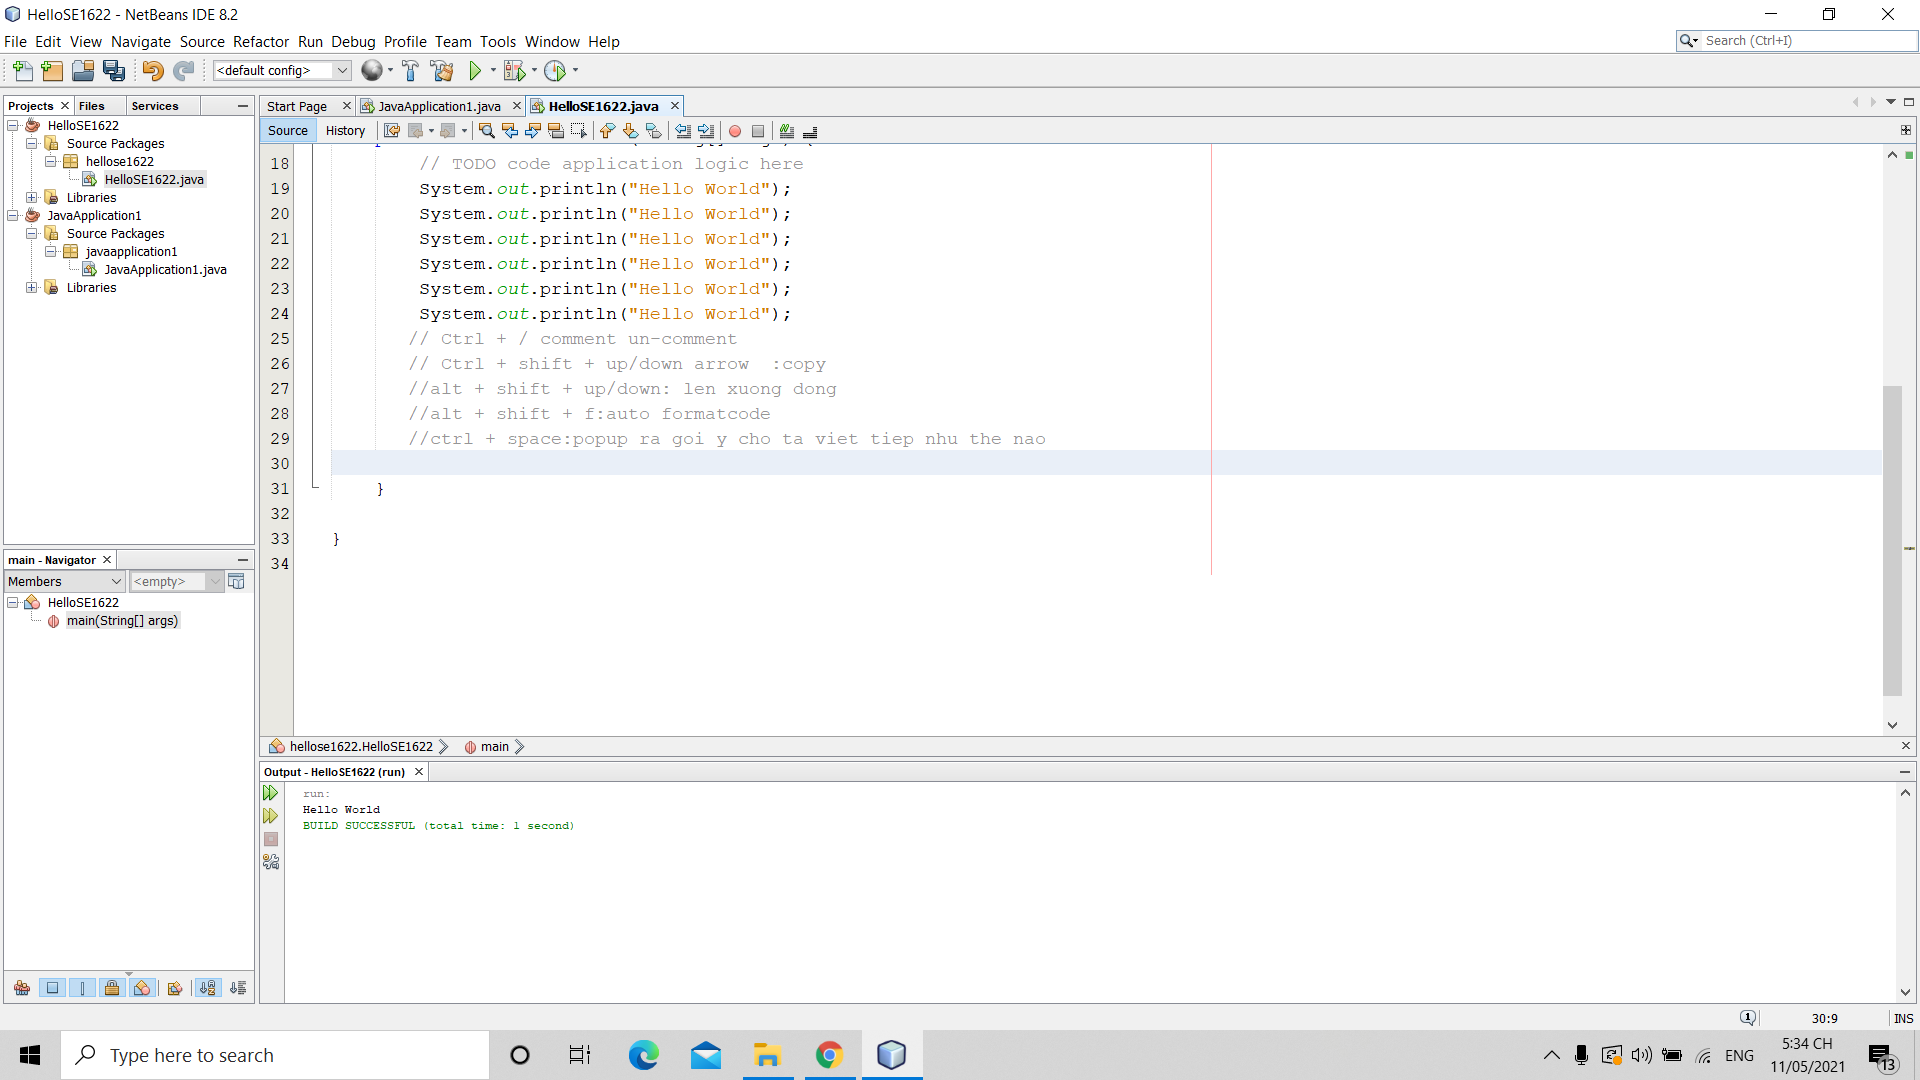 HelloSE1622 - NetBeans IDE 8.2
File Edit View Navigate Source Refactor Run Debug Profile Team Tools Window Help
Search (Ctrl+I)
<default config>
Projects Files Services
HelloSE1622
Source Packages
hellose1622
HelloSE1622.java
Libraries
JavaApplication1
Source Packages
javaapplication1
JavaApplication1.java
Libraries
Start Page JavaApplication1.java HelloSE1622.java
Source History
18 // TODO code application logic here
19 System.out.println("Hello World");
20 System.out.println("Hello World");
21 System.out.println("Hello World");
22 System.out.println("Hello World");
23 System.out.println("Hello World");
24 System.out.println("Hello World");
25 // Ctrl + / comment un-comment
26 // Ctrl + shift + up/down arrow  :copy
27 //alt + shift + up/down: len xuong dong
28 //alt + shift + f:auto formatcode
29 //ctrl + space:popup ra goi y cho ta viet tiep nhu the nao
30
31 }
32
33 }
34
hellose1622.HelloSE1622 main
main - Navigator
Members <empty>
HelloSE1622
main(String[] args)
Output - HelloSE1622 (run)
run:
Hello World
BUILD SUCCESSFUL (total time: 1 second)
1 30:9 INS
Type here to search
ENG
5:34 CH
11/05/2021
13